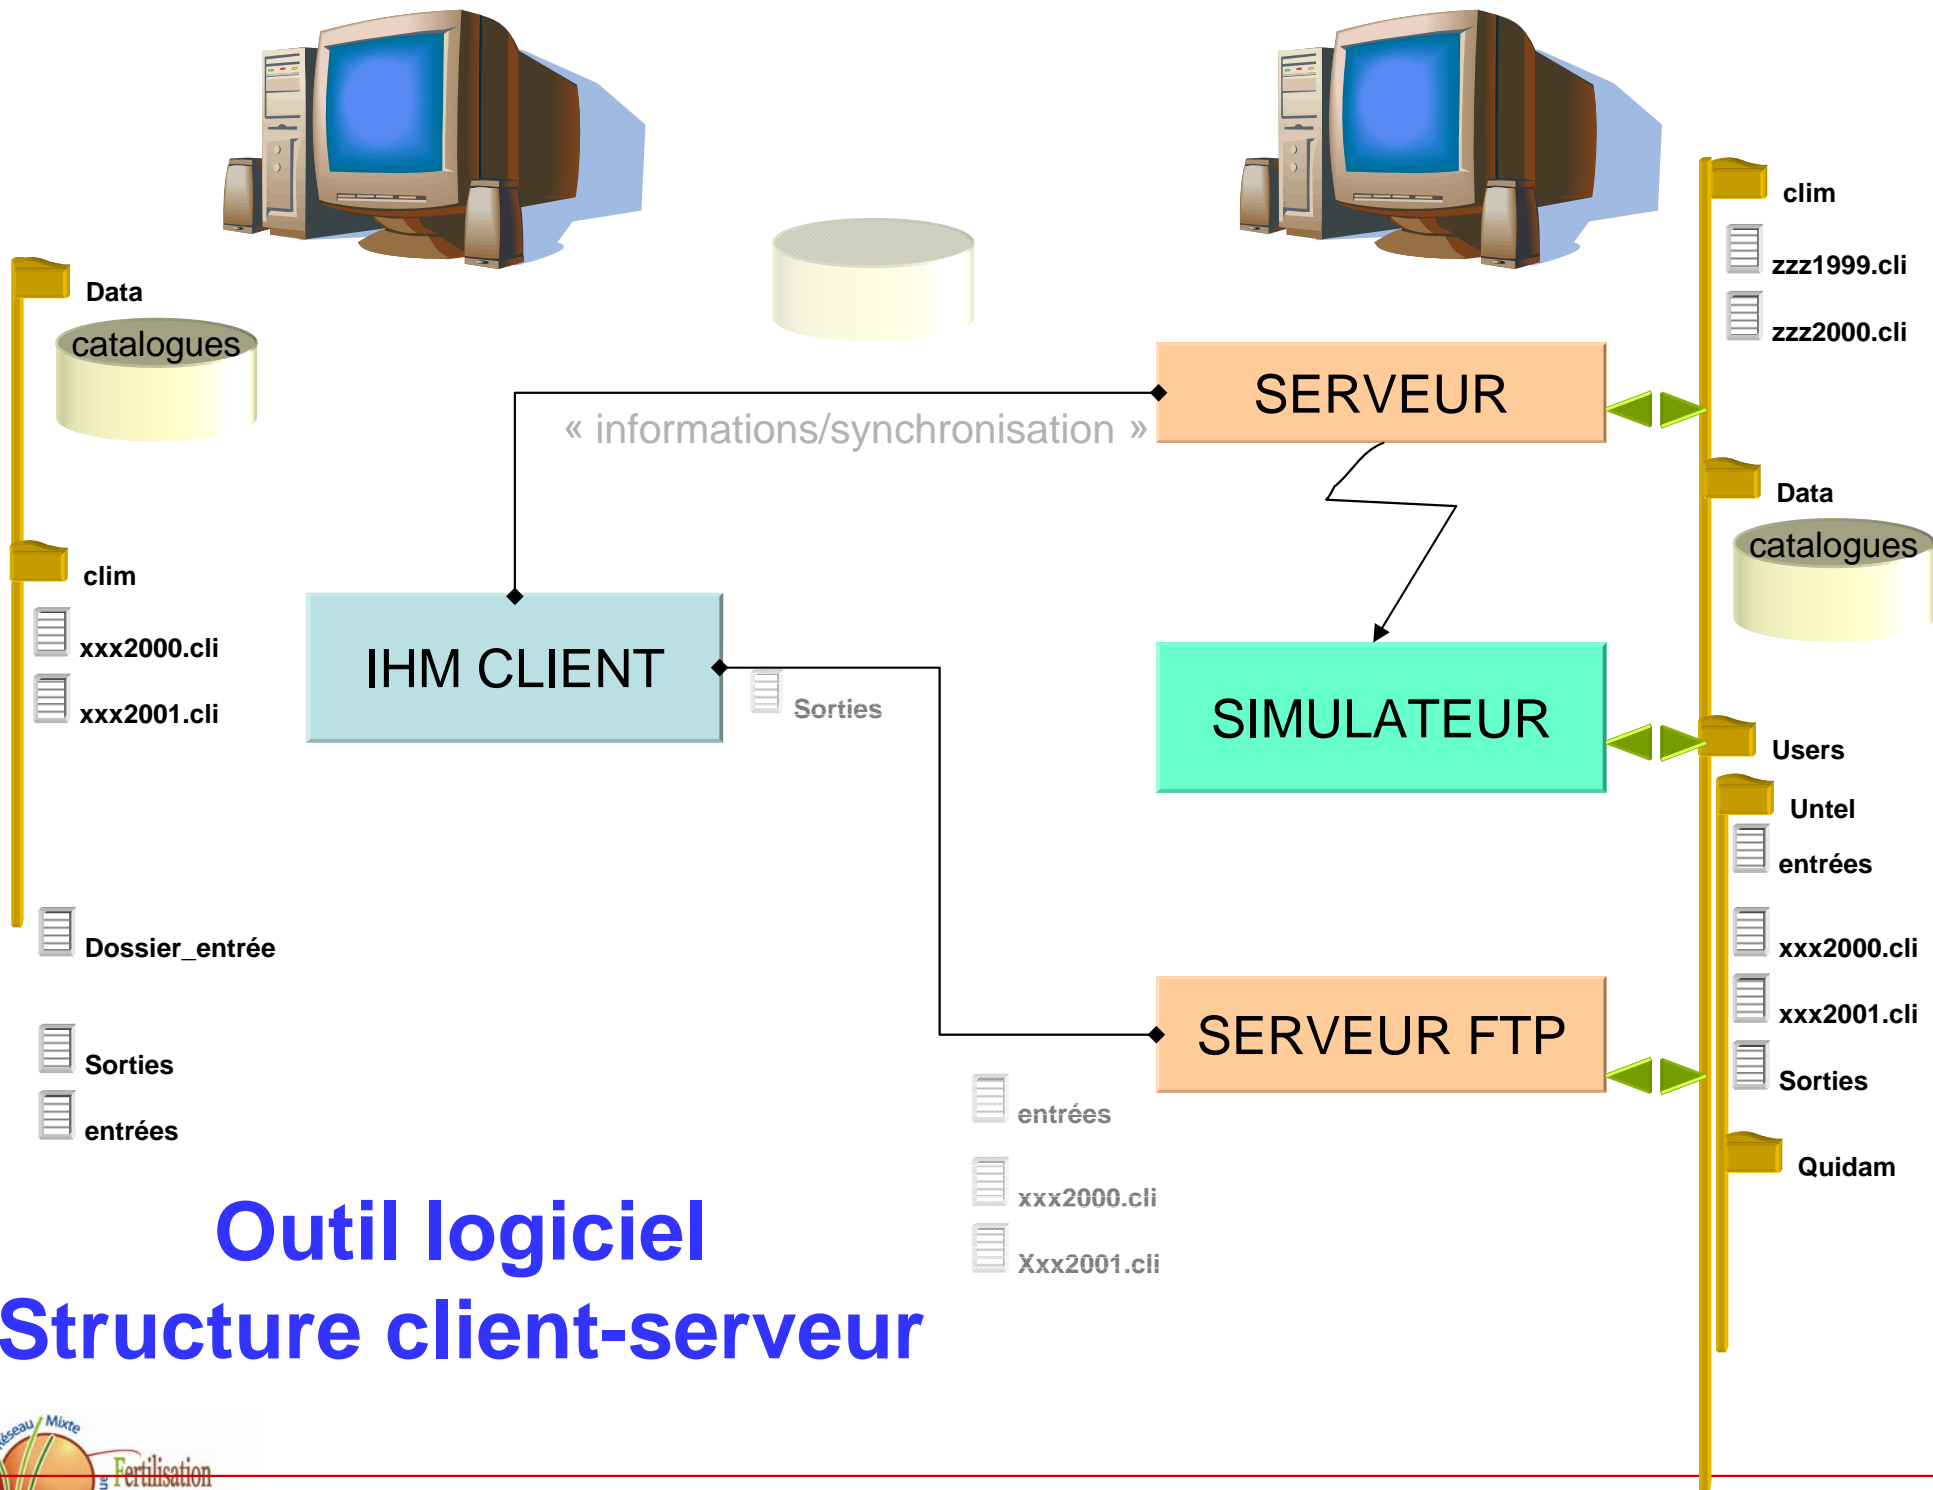 clim
zzz1999.cli
zzz2000.cli
Data
catalogues
SERVEUR
« informations/synchronisation »
Data
catalogues
clim
xxx2000.cli
xxx2001.cli
IHM CLIENT
Sorties
SIMULATEUR
Users
Untel
entrées
xxx2000.cli
xxx2001.cli
Sorties
Quidam
Dossier_entrée
Sorties
entrées
SERVEUR FTP
entrées
xxx2000.cli
Xxx2001.cli
Outil logiciel
Structure client-serveur
Réseau Mixte
Fertilisation